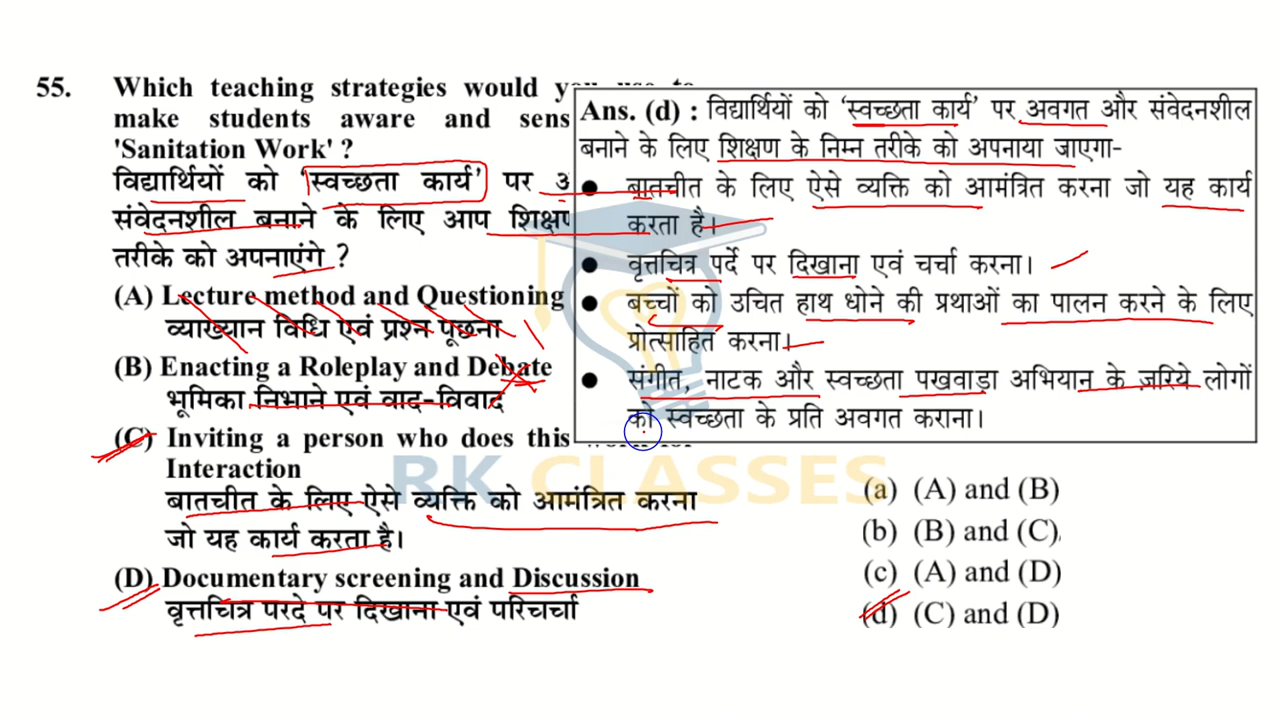 55. Which teaching strategies would you use to
make students aware and sens
'Sanitation Work' ?
विद्यार्थियों को ‘स्वच्छता कार्य’ पर अ
संवेदनशील बनाने के लिए आप शिक्षण
तरीके को अपनाएंगे ?
(A) Lecture method and Questioning
व्याख्यान विधि एवं प्रश्न पूछना
(B) Enacting a Roleplay and Debate
भूमिका निभाने एवं वाद-विवाद
(C) Inviting a person who does this work for
Interaction
बातचीत के लिए ऐसे व्यक्ति को आमंत्रित करना
जो यह कार्य करता है।
(D) Documentary screening and Discussion
वृत्तचित्र परदे पर दिखाना एवं परिचर्चा
Ans. (d) : विद्यार्थियों को ‘स्वच्छता कार्य’ पर अवगत और संवेदनशील
बनाने के लिए शिक्षण के निम्न तरीके को अपनाया जाएगा-
● बातचीत के लिए ऐसे व्यक्ति को आमंत्रित करना जो यह कार्य
करता है।
● वृत्तचित्र पर्दे पर दिखाना एवं चर्चा करना।
● बच्चों को उचित हाथ धोने की प्रथाओं का पालन करने के लिए
प्रोत्साहित करना।
● संगीत, नाटक और स्वच्छता पखवाड़ा अभियान के ज़रिये लोगों
को स्वच्छता के प्रति अवगत कराना।
RK CLASSES
(a) (A) and (B)
(b) (B) and (C)
(c) (A) and (D)
(d) (C) and (D)